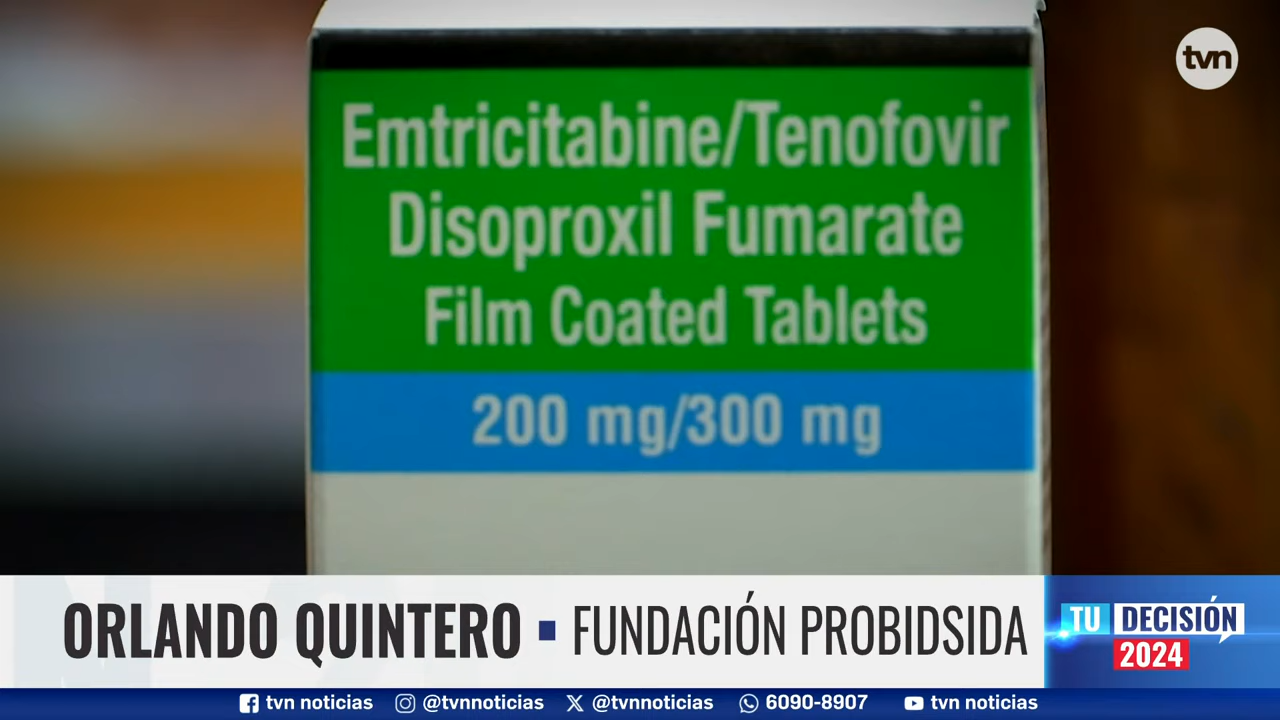 tvn
Emtricitabine/Tenofovir
Disoproxil Fumarate
Film Coated Tablets
200 mg/300 mg
ORLANDO QUINTERO ▪ FUNDACIÓN PROBIDSIDA
TU DECISIÓN
2024
tvn noticias @tvnnoticias @tvnnoticias 6090-8907 tvn noticias